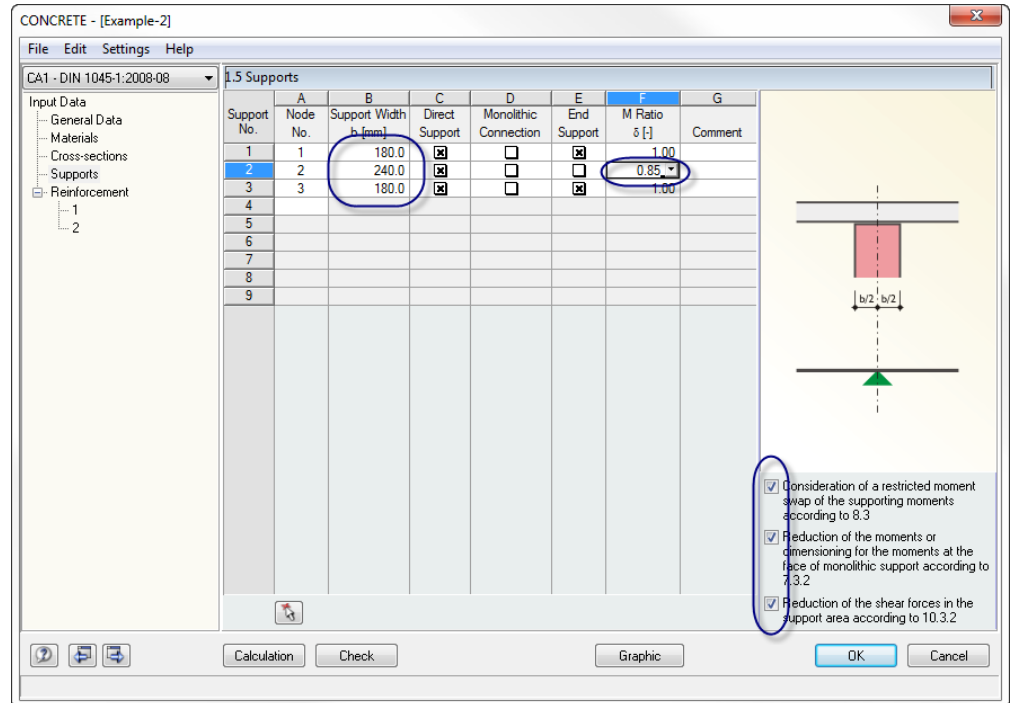 CONCRETE - [Example-2]
File Edit Settings Help
CA1 - DIN 1045-1:2008-08
1.5 Supports
Input Data
General Data
Materials
Cross-sections
Supports
Reinforcement
1
2
A B C D E F G
Support Node Support Width Direct Monolithic End M Ratio
No. No. b [mm] Support Connection Support δ [-] Comment
1 1 180.0 1.00
2 2 240.0 0.85
3 3 180.0 1.00
4
5
6
7
8
9
b/2 b/2
Consideration of a restricted moment
swap of the supporting moments
according to 8.3
Reduction of the moments or
dimensioning for the moments at the
face of monolithic support according to
7.3.2
Reduction of the shear forces in the
support area according to 10.3.2
Calculation Check Graphic OK Cancel